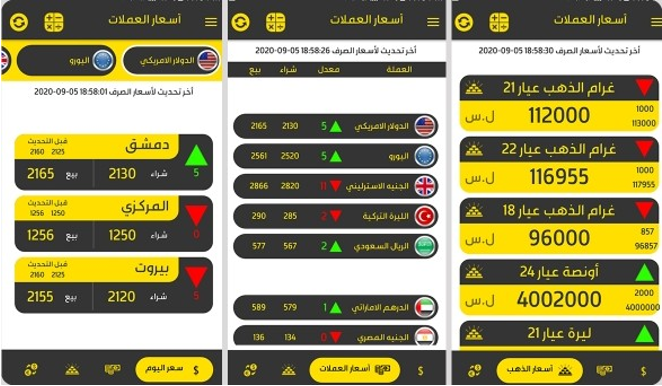 أسعار العملات
الدولار الامريكي
اليورو
آخر تحديث لأسعار الصرف 18:58:01 2020-09-05
دمشق
قبل التحديث
2125 2160
5
شراء 2130 بيع 2165
المركزي
قبل التحديث
1250 1256
0
شراء 1250 بيع 1256
بيروت
قبل التحديث
2125 2160
5
شراء 2120 بيع 2155
سعر اليوم
$
أسعار العملات
آخر تحديث لأسعار الصرف 18:58:26 2020-09-05
العملة معدل شراء بيع
الدولار الامريكي 5 2130 2165
اليورو 5 2520 2561
الجنيه الاسترليني 11 2820 2866
الليرة التركية 2 285 290
الريال السعودي 2 567 577
الدرهم الاماراتي 1 579 589
الجنيه المصري 0 134 136
أسعار العملات
$
أسعار العملات
آخر تحديث لأسعار الصرف 18:58:30 2020-09-05
غرام الذهب عيار 21
1000
113000
112000 ل.س
غرام الذهب عيار 22
1000
117955
116955 ل.س
غرام الذهب عيار 18
857
96857
96000 ل.س
أونصة عيار 24
2000
4000000
4002000 ل.س
ليرة عيار 21
أسعار الذهب
$